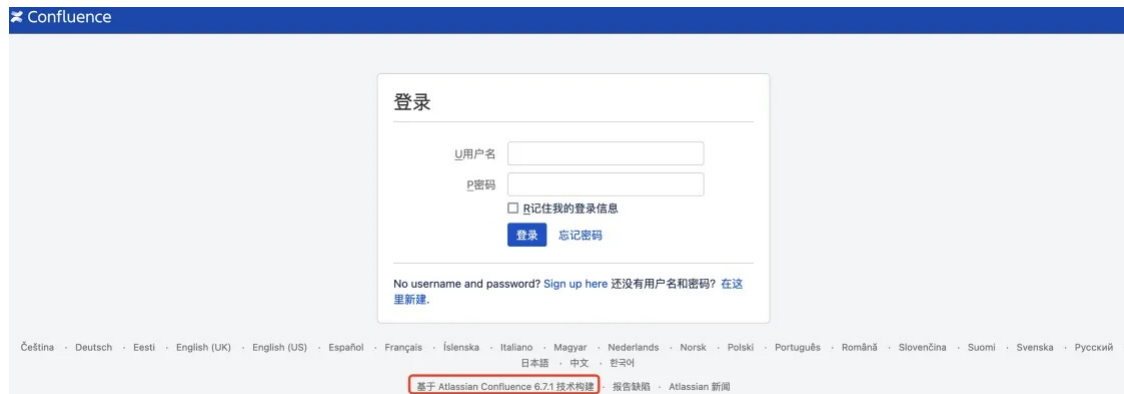 Confluence
登录
U用户名
P密码
R记住我的登录信息
登录 忘记密码
No username and password? Sign up here 还没有用户名和密码? 在这
里新建.
Čeština · Deutsch · Eesti · English (UK) · English (US) · Español · Français · Íslenska · Italiano · Magyar · Nederlands · Norsk · Polski · Português · Română · Slovenčina · Suomi · Svenska · Русский
日本語 · 中文 · 한국어
基于 Atlassian Confluence 6.7.1 技术构建 · 报告缺陷 · Atlassian 新闻